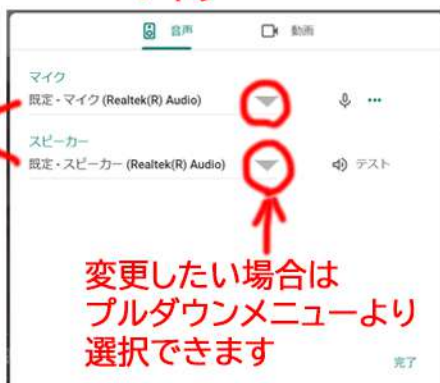 音声 動画
マイク
既定 - マイク (Realtek(R) Audio)
スピーカー
既定 - スピーカー (Realtek(R) Audio) テスト
変更したい場合は
プルダウンメニューより
選択できます
完了